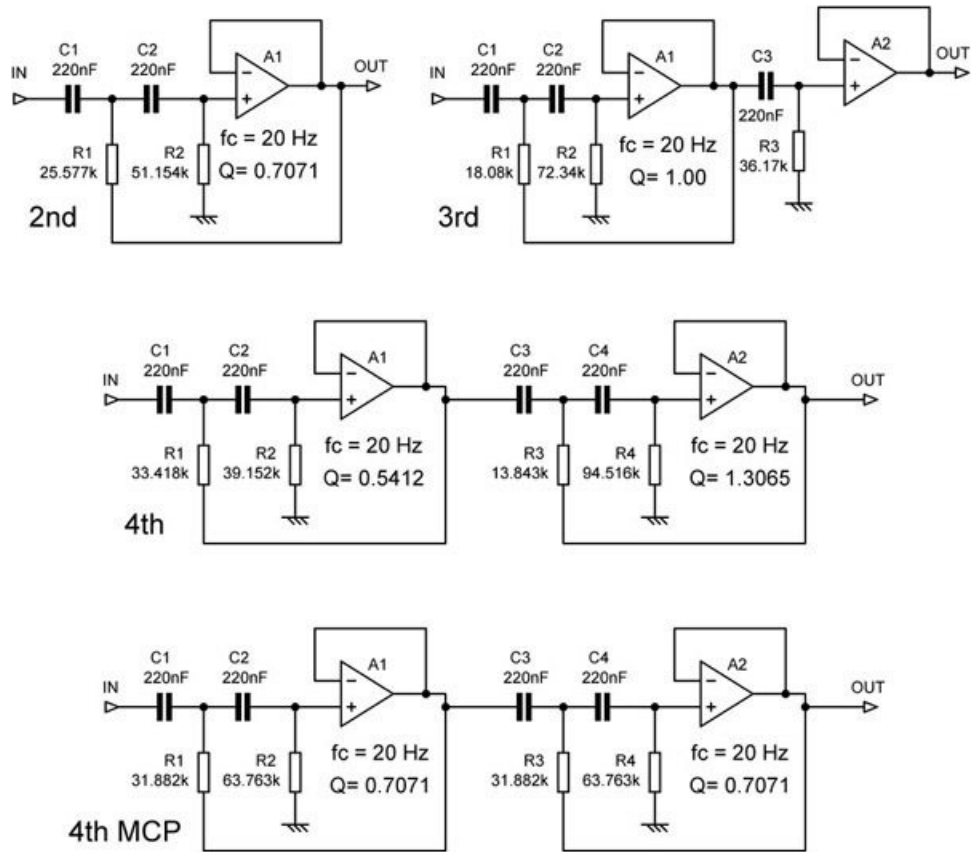 C1
220nF
C2
220nF
A1
IN
OUT
−
+
R1
25.577k
R2
51.154k
fc = 20 Hz
Q= 0.7071
2nd
C1
220nF
C2
220nF
A1
C3
220nF
A2
IN
OUT
−
+
−
+
R1
18.08k
R2
72.34k
fc = 20 Hz
Q= 1.00
R3
36.17k
3rd
C1
220nF
C2
220nF
A1
C3
220nF
C4
220nF
A2
IN
OUT
−
+
−
+
R1
33.418k
R2
39.152k
fc = 20 Hz
Q= 0.5412
R3
13.843k
R4
94.516k
fc = 20 Hz
Q= 1.3065
4th
C1
220nF
C2
220nF
A1
C3
220nF
C4
220nF
A2
IN
OUT
−
+
−
+
R1
31.882k
R2
63.763k
fc = 20 Hz
Q= 0.7071
R3
31.882k
R4
63.763k
fc = 20 Hz
Q= 0.7071
4th MCP